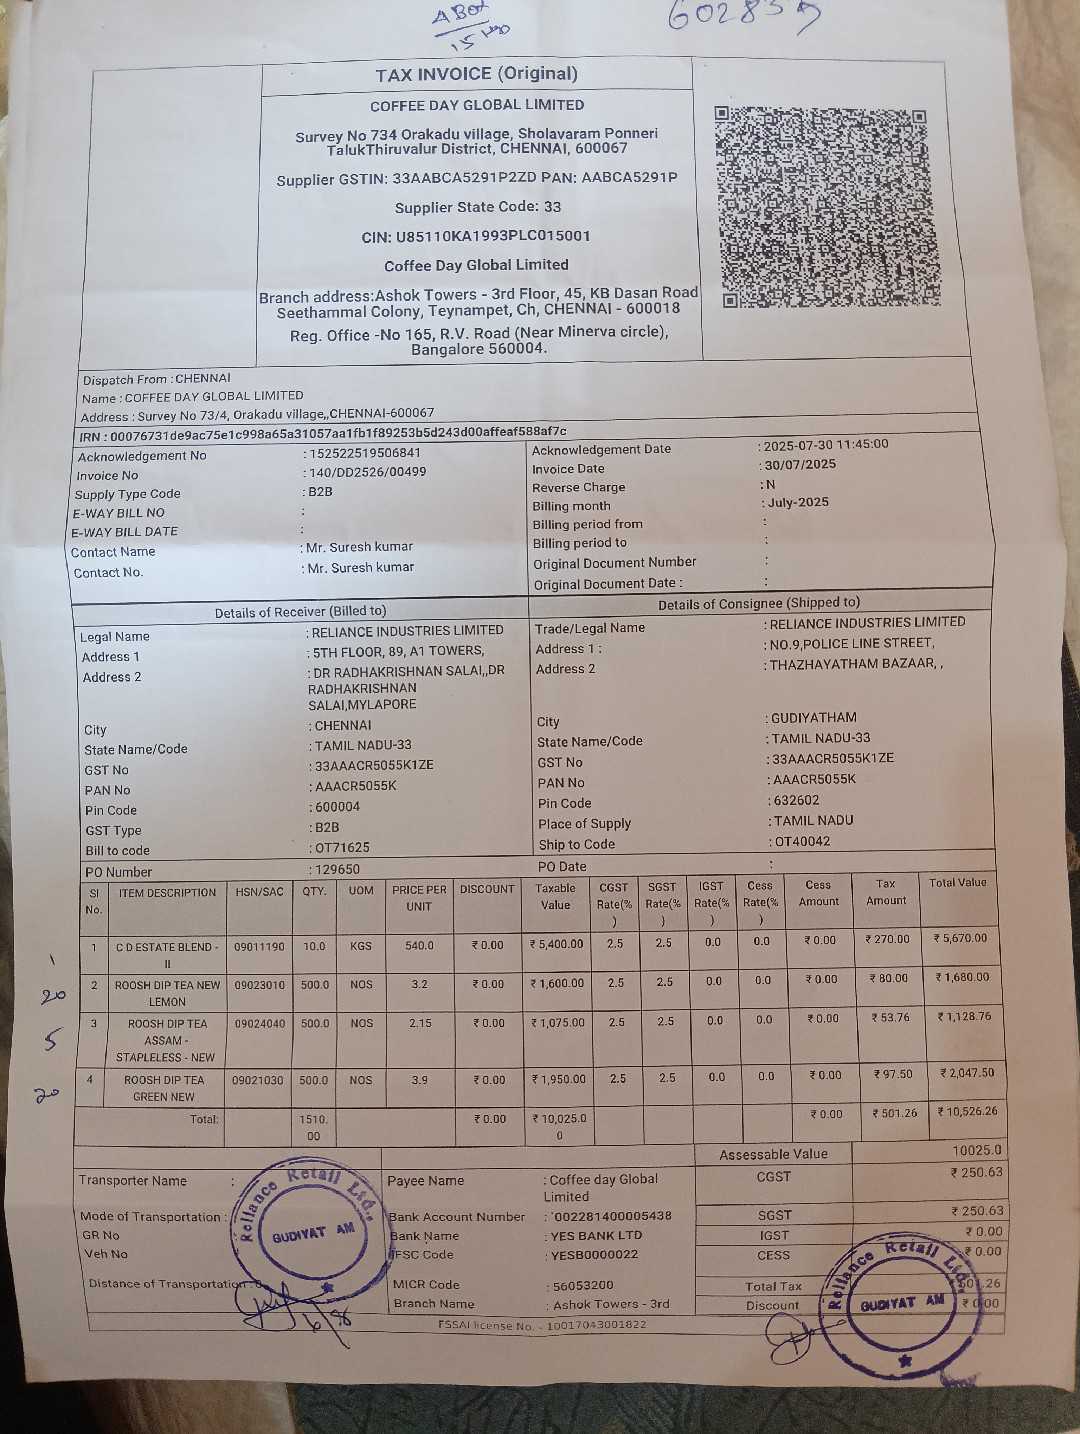 A Box
602835
TAX INVOICE (Original)
COFFEE DAY GLOBAL LIMITED
Survey No 734 Orakadu village, Sholavaram Ponneri
TalukThiruvalur District, CHENNAI, 600067
Supplier GSTIN: 33AABCA5291P2ZD PAN: AABCA5291P
Supplier State Code: 33
CIN: U85110KA1993PLC015001
Coffee Day Global Limited
Branch address:Ashok Towers - 3rd Floor, 45, KB Dasan Road
Seethammal Colony, Teynampet, Ch, CHENNAI - 600018
Reg. Office -No 165, R.V. Road (Near Minerva circle),
Bangalore 560004.
Dispatch From : CHENNAI
Name : COFFEE DAY GLOBAL LIMITED
Address : Survey No 73/4, Orakadu village,,CHENNAI-600067
IRN : 00076731de9ac75e1c998a65a31057aa1fb1f89253b5d243d00affeaf588af7c
Acknowledgement No : 152522519506841 Acknowledgement Date : 2025-07-30 11:45:00
Invoice No : 140/DD2526/00499 Invoice Date : 30/07/2025
Supply Type Code : B2B Reverse Charge : N
E-WAY BILL NO : Billing month : July-2025
E-WAY BILL DATE : Billing period from :
Contact Name : Mr. Suresh kumar Billing period to :
Contact No. : Mr. Suresh kumar Original Document Number :
Original Document Date : :
Details of Receiver (Billed to) Details of Consignee (Shipped to)
Legal Name : RELIANCE INDUSTRIES LIMITED Trade/Legal Name : RELIANCE INDUSTRIES LIMITED
Address 1 : 5TH FLOOR, 89, A1 TOWERS, Address 1 : : NO.9,POLICE LINE STREET,
Address 2 : DR RADHAKRISHNAN SALAI,,DR Address 2 : THAZHAYATHAM BAZAAR, ,
RADHAKRISHNAN
SALAI,MYLAPORE
City : CHENNAI City : GUDIYATHAM
State Name/Code : TAMIL NADU-33 State Name/Code : TAMIL NADU-33
GST No : 33AAACR5055K1ZE GST No : 33AAACR5055K1ZE
PAN No : AAACR5055K PAN No : AAACR5055K
Pin Code : 600004 Pin Code : 632602
GST Type : B2B Place of Supply : TAMIL NADU
Bill to code : OT71625 Ship to Code : OT40042
PO Number : 129650 PO Date :
Sl No. ITEM DESCRIPTION HSN/SAC QTY. UOM PRICE PER UNIT DISCOUNT Taxable Value CGST Rate(%) SGST Rate(%) IGST Rate(%) Cess Rate(%) Cess Amount Tax Amount Total Value
1 C D ESTATE BLEND - II 09011190 10.0 KGS 540.0 ₹ 0.00 ₹ 5,400.00 2.5 2.5 0.0 0.0 ₹ 0.00 ₹ 270.00 ₹ 5,670.00
20 2 ROOSH DIP TEA NEW LEMON 09023010 500.0 NOS 3.2 ₹ 0.00 ₹ 1,600.00 2.5 2.5 0.0 0.0 ₹ 0.00 ₹ 80.00 ₹ 1,680.00
5 3 ROOSH DIP TEA ASSAM - STAPLELESS - NEW 09024040 500.0 NOS 2.15 ₹ 0.00 ₹ 1,075.00 2.5 2.5 0.0 0.0 ₹ 0.00 ₹ 53.76 ₹ 1,128.76
20 4 ROOSH DIP TEA GREEN NEW 09021030 500.0 NOS 3.9 ₹ 0.00 ₹ 1,950.00 2.5 2.5 0.0 0.0 ₹ 0.00 ₹ 97.50 ₹ 2,047.50
Total: 1510.00 ₹ 0.00 ₹ 10,025.00 ₹ 0.00 ₹ 501.26 ₹ 10,526.26
Assessable Value 10025.0
Transporter Name : Payee Name : Coffee day Global Limited CGST ₹ 250.63
Mode of Transportation : Bank Account Number : `002281400005438 SGST ₹ 250.63
GR No Bank Name : YES BANK LTD IGST ₹ 0.00
Veh No IFSC Code : YESB0000022 CESS ₹ 0.00
Distance of Transportation MICR Code : 56053200 Total Tax 501.26
Branch Name : Ashok Towers - 3rd Discount ₹ 0.00
FSSAI license No. - 10017043001822
Reliance Retail Ltd.,
GUDIYAT AM
Reliance Retail Ltd.,
GUDIYAT AM